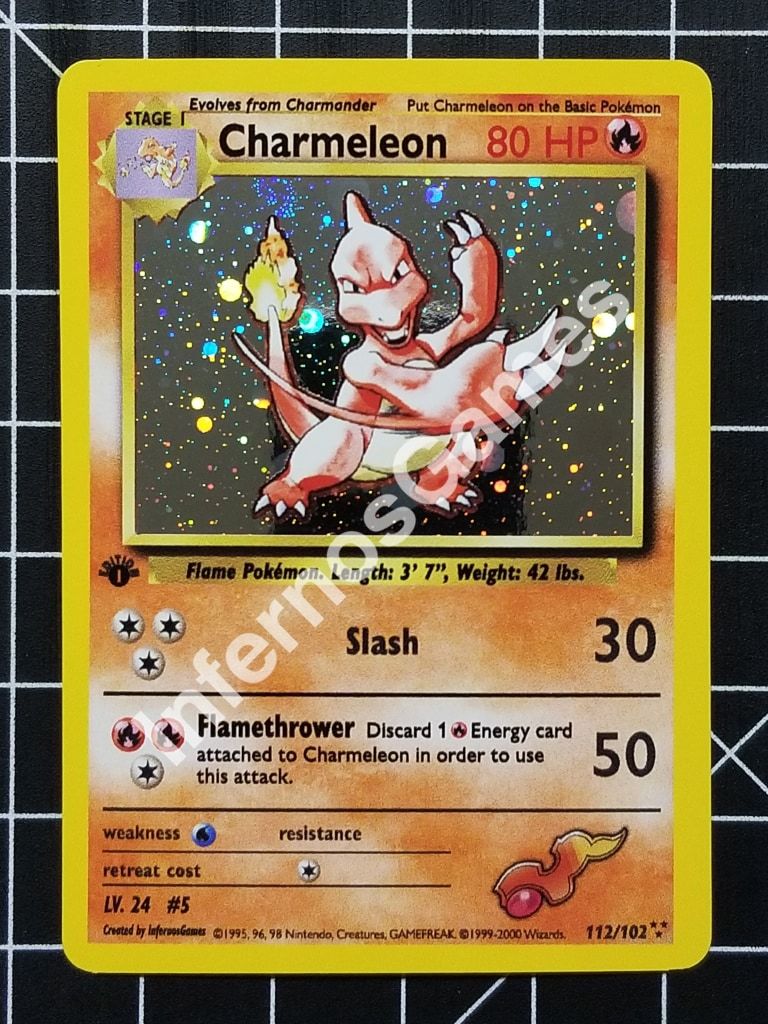 Evolves from Charmander Put Charmeleon on the Basic Pokémon
STAGE 1
Charmeleon 80 HP
InfernosGames
EDITION
1
Flame Pokémon. Length: 3' 7", Weight: 42 lbs.
Slash 30
Flamethrower Discard 1 Energy card
attached to Charmeleon in order to use
this attack.
50
weakness resistance
retreat cost
LV. 24 #5
Created by InfernosGames ©1995, 96, 98 Nintendo, Creatures, GAMEFREAK. ©1999-2000 Wizards. 112/102